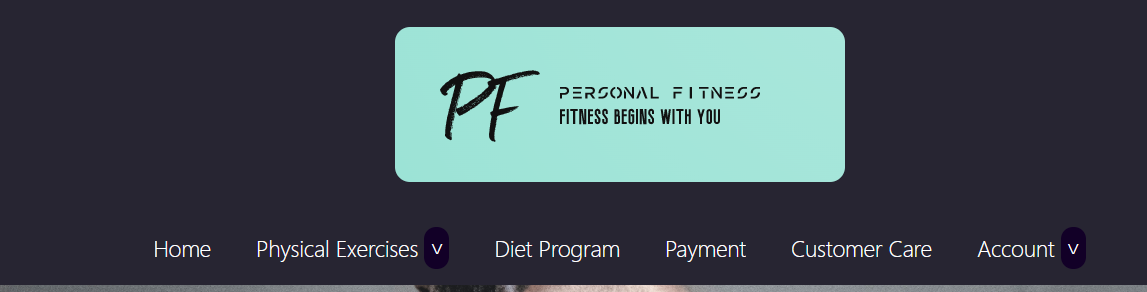 PF
PERSONAL FITNESS
FITNESS BEGINS WITH YOU
Home Physical Exercises v Diet Program Payment Customer Care Account v